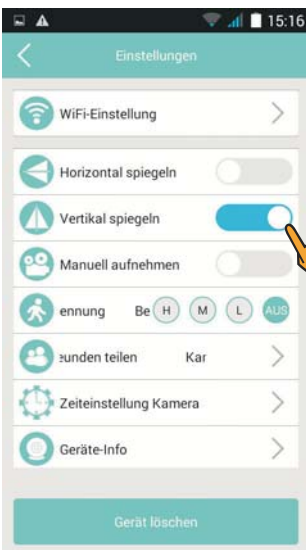 15:16
Einstellungen
WiFi-Einstellung
Horizontal spiegeln
Vertikal spiegeln
Manuell aufnehmen
ennung Be H M L AUS
eunden teilen Kar
Zeiteinstellung Kamera
Geräte-Info
Gerät löschen